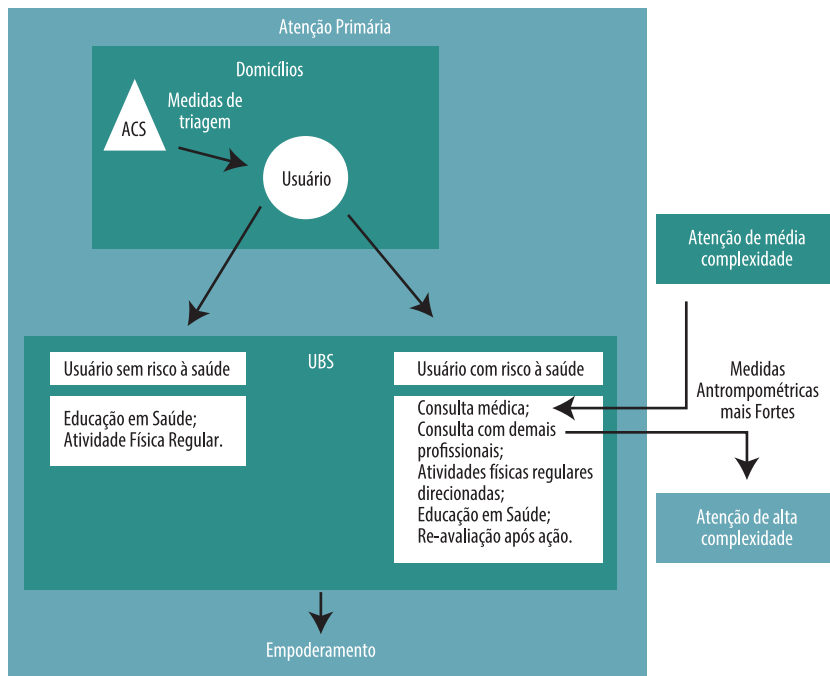 Atenção Primária
Domicílios
Medidas de
triagem
ACS
Usuário
Atenção de média
complexidade
Usuário sem risco à saúde
UBS
Usuário com risco à saúde
Educação em Saúde;
Atividade Física Regular.
Consulta médica;
Consulta com demais
profissionais;
Atividades físicas regulares
direcionadas;
Educação em Saúde;
Re-avaliação após ação.
Medidas
Antrompométricas
mais Fortes
Atenção de alta
complexidade
Empoderamento